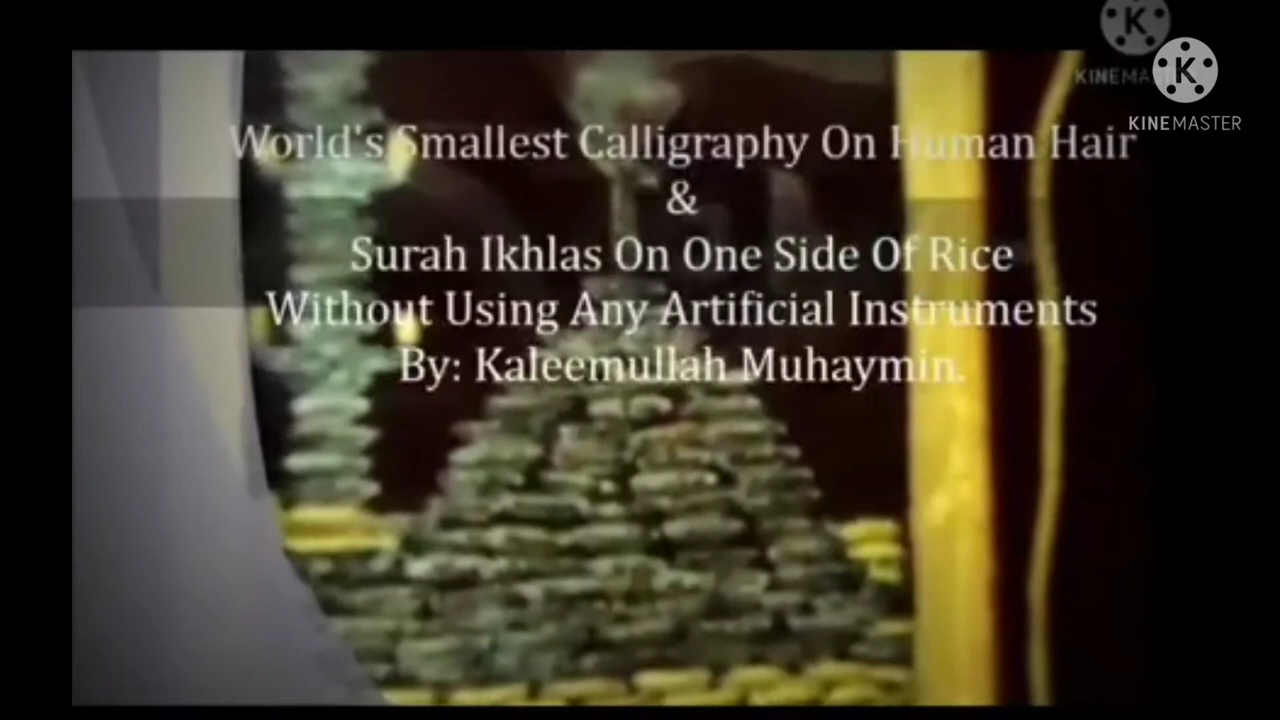 KINEMAS
KINEMASTER
World's Smallest Calligraphy On Human Hair
&
Surah Ikhlas On One Side Of Rice
Without Using Any Artificial Instruments
By: Kaleemullah Muhaymin.